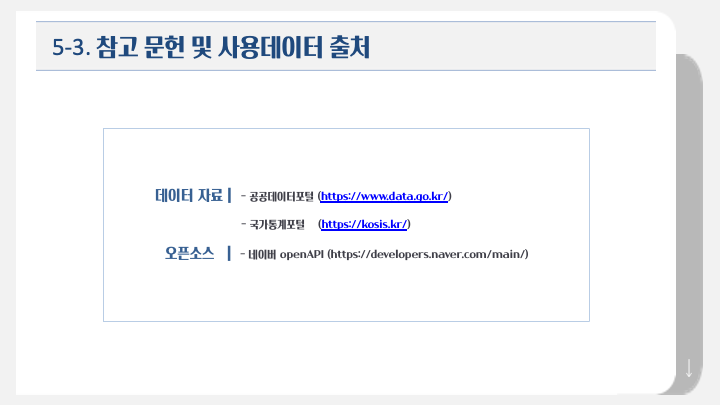 5-3. 참고 문헌 및 사용데이터 출처
데이터 자료 | - 공공데이터포털 (https://www.data.go.kr/)
- 국가통계포털 (https://kosis.kr/)
오픈소스 | - 네이버 openAPI (https://developers.naver.com/main/)
↓